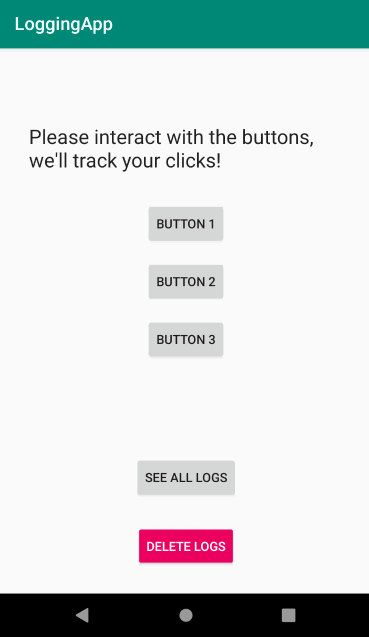 LoggingApp
Please interact with the buttons,
we'll track your clicks!
BUTTON 1
BUTTON 2
BUTTON 3
SEE ALL LOGS
DELETE LOGS